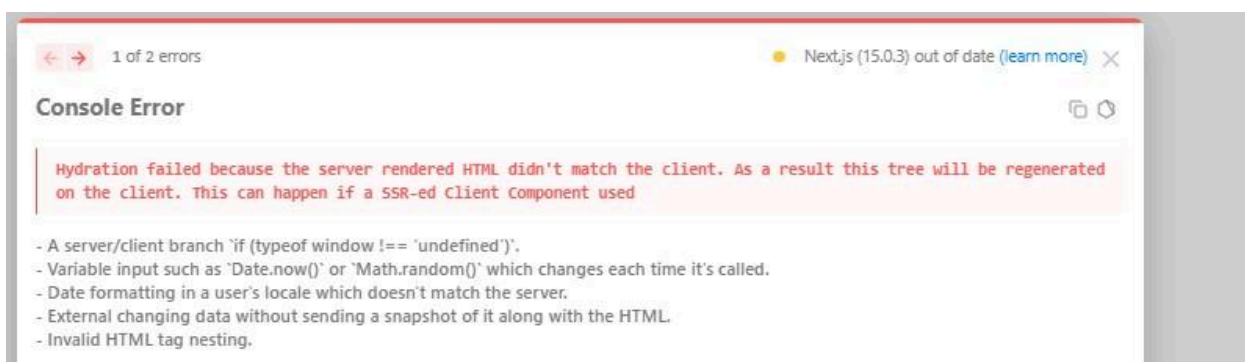 1 of 2 errors
Next.js (15.0.3) out of date (learn more)
Console Error
Hydration failed because the server rendered HTML didn't match the client. As a result this tree will be regenerated
on the client. This can happen if a SSR-ed Client Component used
- A server/client branch `if (typeof window !== 'undefined')`.
- Variable input such as `Date.now()` or `Math.random()` which changes each time it's called.
- Date formatting in a user's locale which doesn't match the server.
- External changing data without sending a snapshot of it along with the HTML.
- Invalid HTML tag nesting.